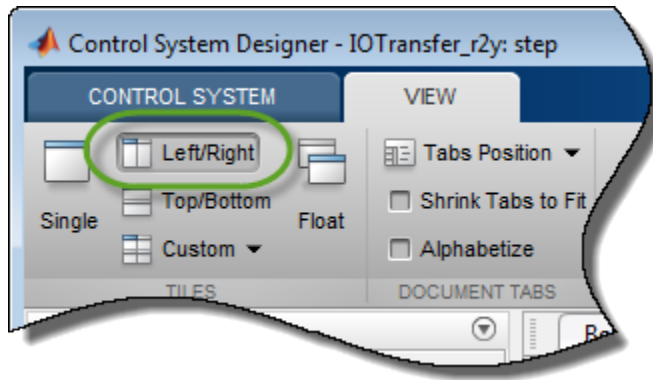 Control System Designer - IOTransfer_r2y: step
CONTROL SYSTEM
VIEW
Single
Left/Right
Top/Bottom
Custom
Float
TILES
Tabs Position
Shrink Tabs to Fit
Alphabetize
DOCUMENT TABS